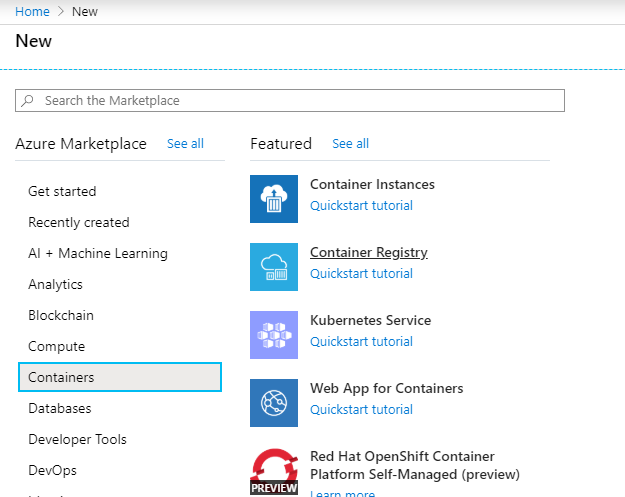 Home > New
New
Search the Marketplace
Azure Marketplace See all
Featured See all
Get started
Recently created
AI + Machine Learning
Analytics
Blockchain
Compute
Containers
Databases
Developer Tools
DevOps
Container Instances
Quickstart tutorial
Container Registry
Quickstart tutorial
Kubernetes Service
Quickstart tutorial
Web App for Containers
Quickstart tutorial
PREVIEW
Red Hat OpenShift Container
Platform Self-Managed (preview)
Learn more